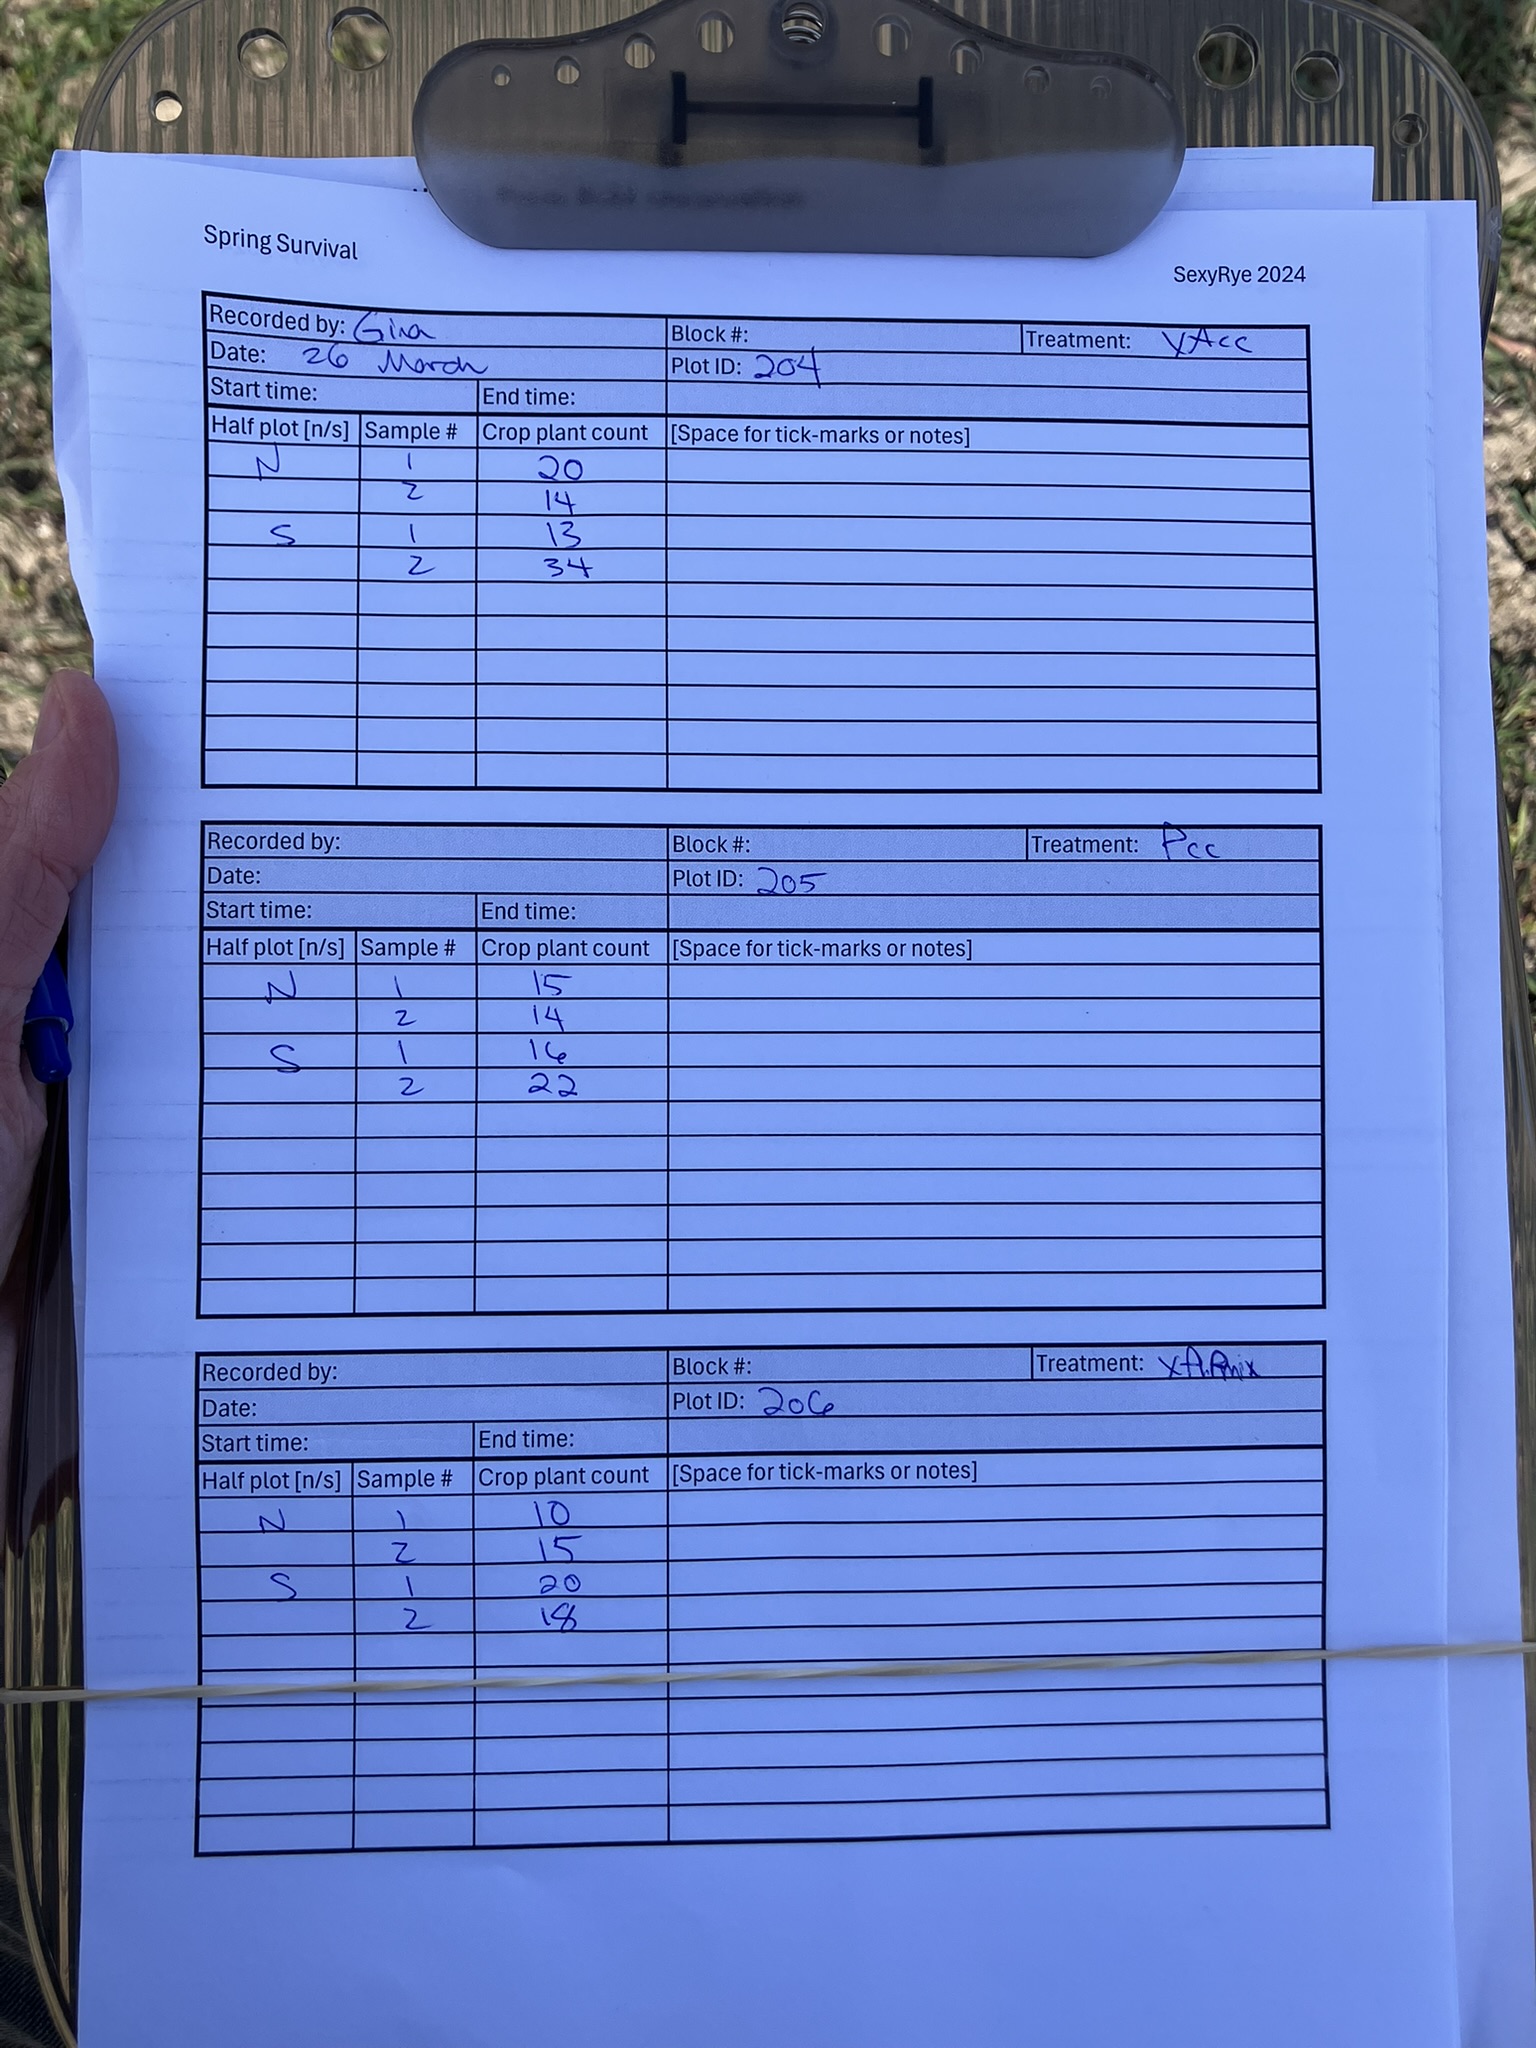 Spring Survival
SexyRye 2024
Recorded by: Gina Block #: Treatment: XAcc
Date: 26 March Plot ID: 204
Start time: End time:
Half plot [n/s] Sample # Crop plant count [Space for tick-marks or notes]
N 1 20
2 14
S 1 13
2 34
Recorded by: Block #: Treatment: Pcc
Date: Plot ID: 205
Start time: End time:
Half plot [n/s] Sample # Crop plant count [Space for tick-marks or notes]
N 1 15
2 14
S 1 16
2 22
Recorded by: Block #: Treatment:
Date: Plot ID: 206
Start time: End time:
Half plot [n/s] Sample # Crop plant count [Space for tick-marks or notes]
N 1 10
2 15
S 1 20
2 18